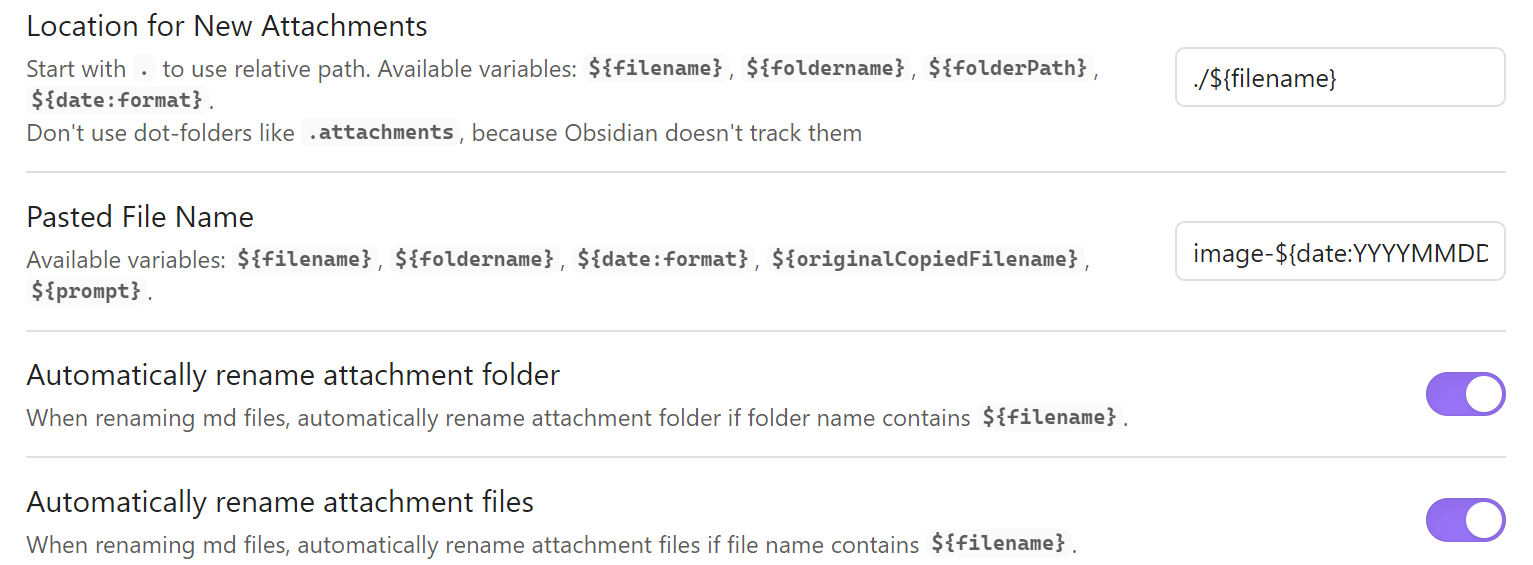 Location for New Attachments
Start with . to use relative path. Available variables: ${filename}, ${foldername}, ${folderPath},
${date:format}.
Don't use dot-folders like .attachments, because Obsidian doesn't track them
./${filename}
Pasted File Name
Available variables: ${filename}, ${foldername}, ${date:format}, ${originalCopiedFilename},
${prompt}.
image-${date:YYYYMMDD
Automatically rename attachment folder
When renaming md files, automatically rename attachment folder if folder name contains ${filename}.
Automatically rename attachment files
When renaming md files, automatically rename attachment files if file name contains ${filename}.